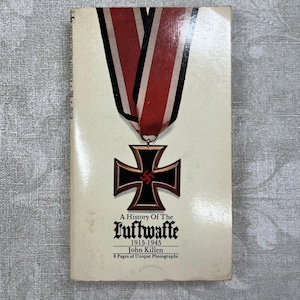 A History Of The
Luftwaffe
1915-1945
John Killen
8 Pages of Unique Photographs